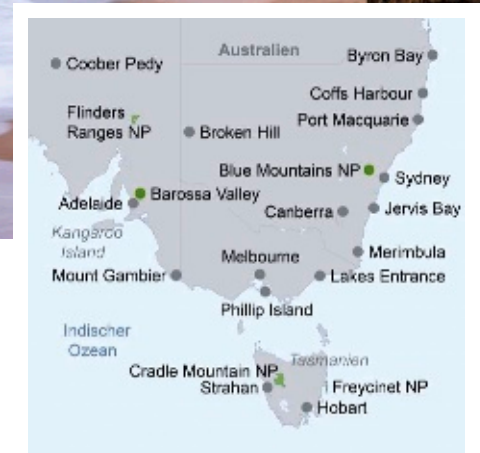 Australien
Byron Bay
Coober Pedy
Coffs Harbour
Flinders
Ranges NP
Port Macquarie
Broken Hill
Blue Mountains NP
Sydney
Barossa Valley
Adelaide
Canberra
Jervis Bay
Kangaroo
Island
Melbourne
Merimbula
Mount Gambier
Lakes Entrance
Phillip Island
Indischer
Ozean
Tasmanien
Cradle Mountain NP
Strahan
Freycinet NP
Hobart